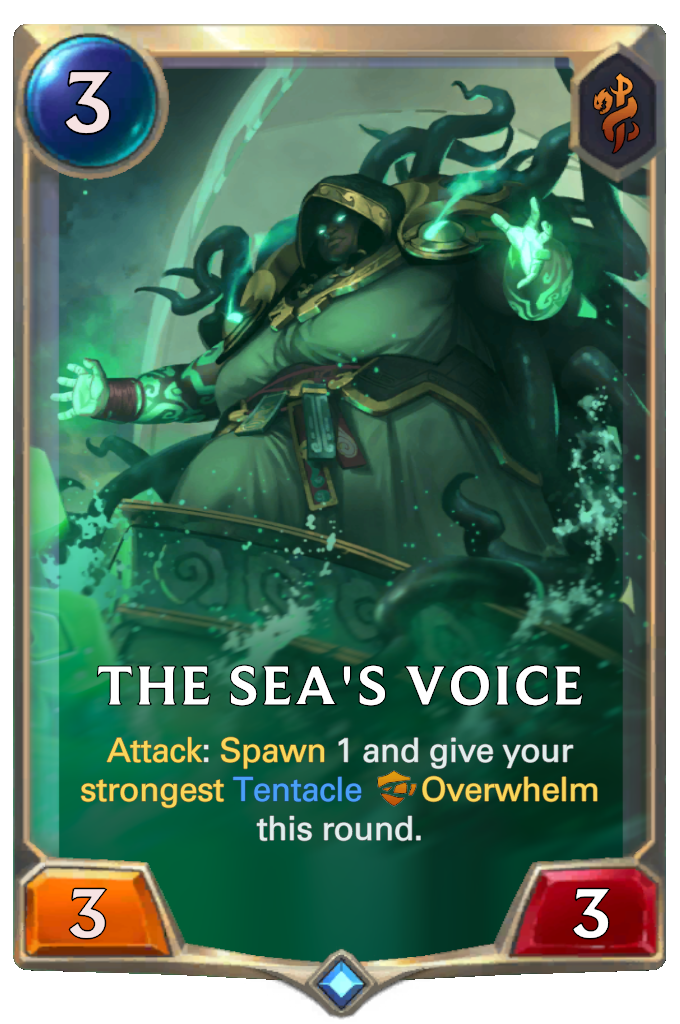 3
THE SEA'S VOICE
Attack: Spawn 1 and give your
strongest Tentacle Overwhelm
this round.
3
3